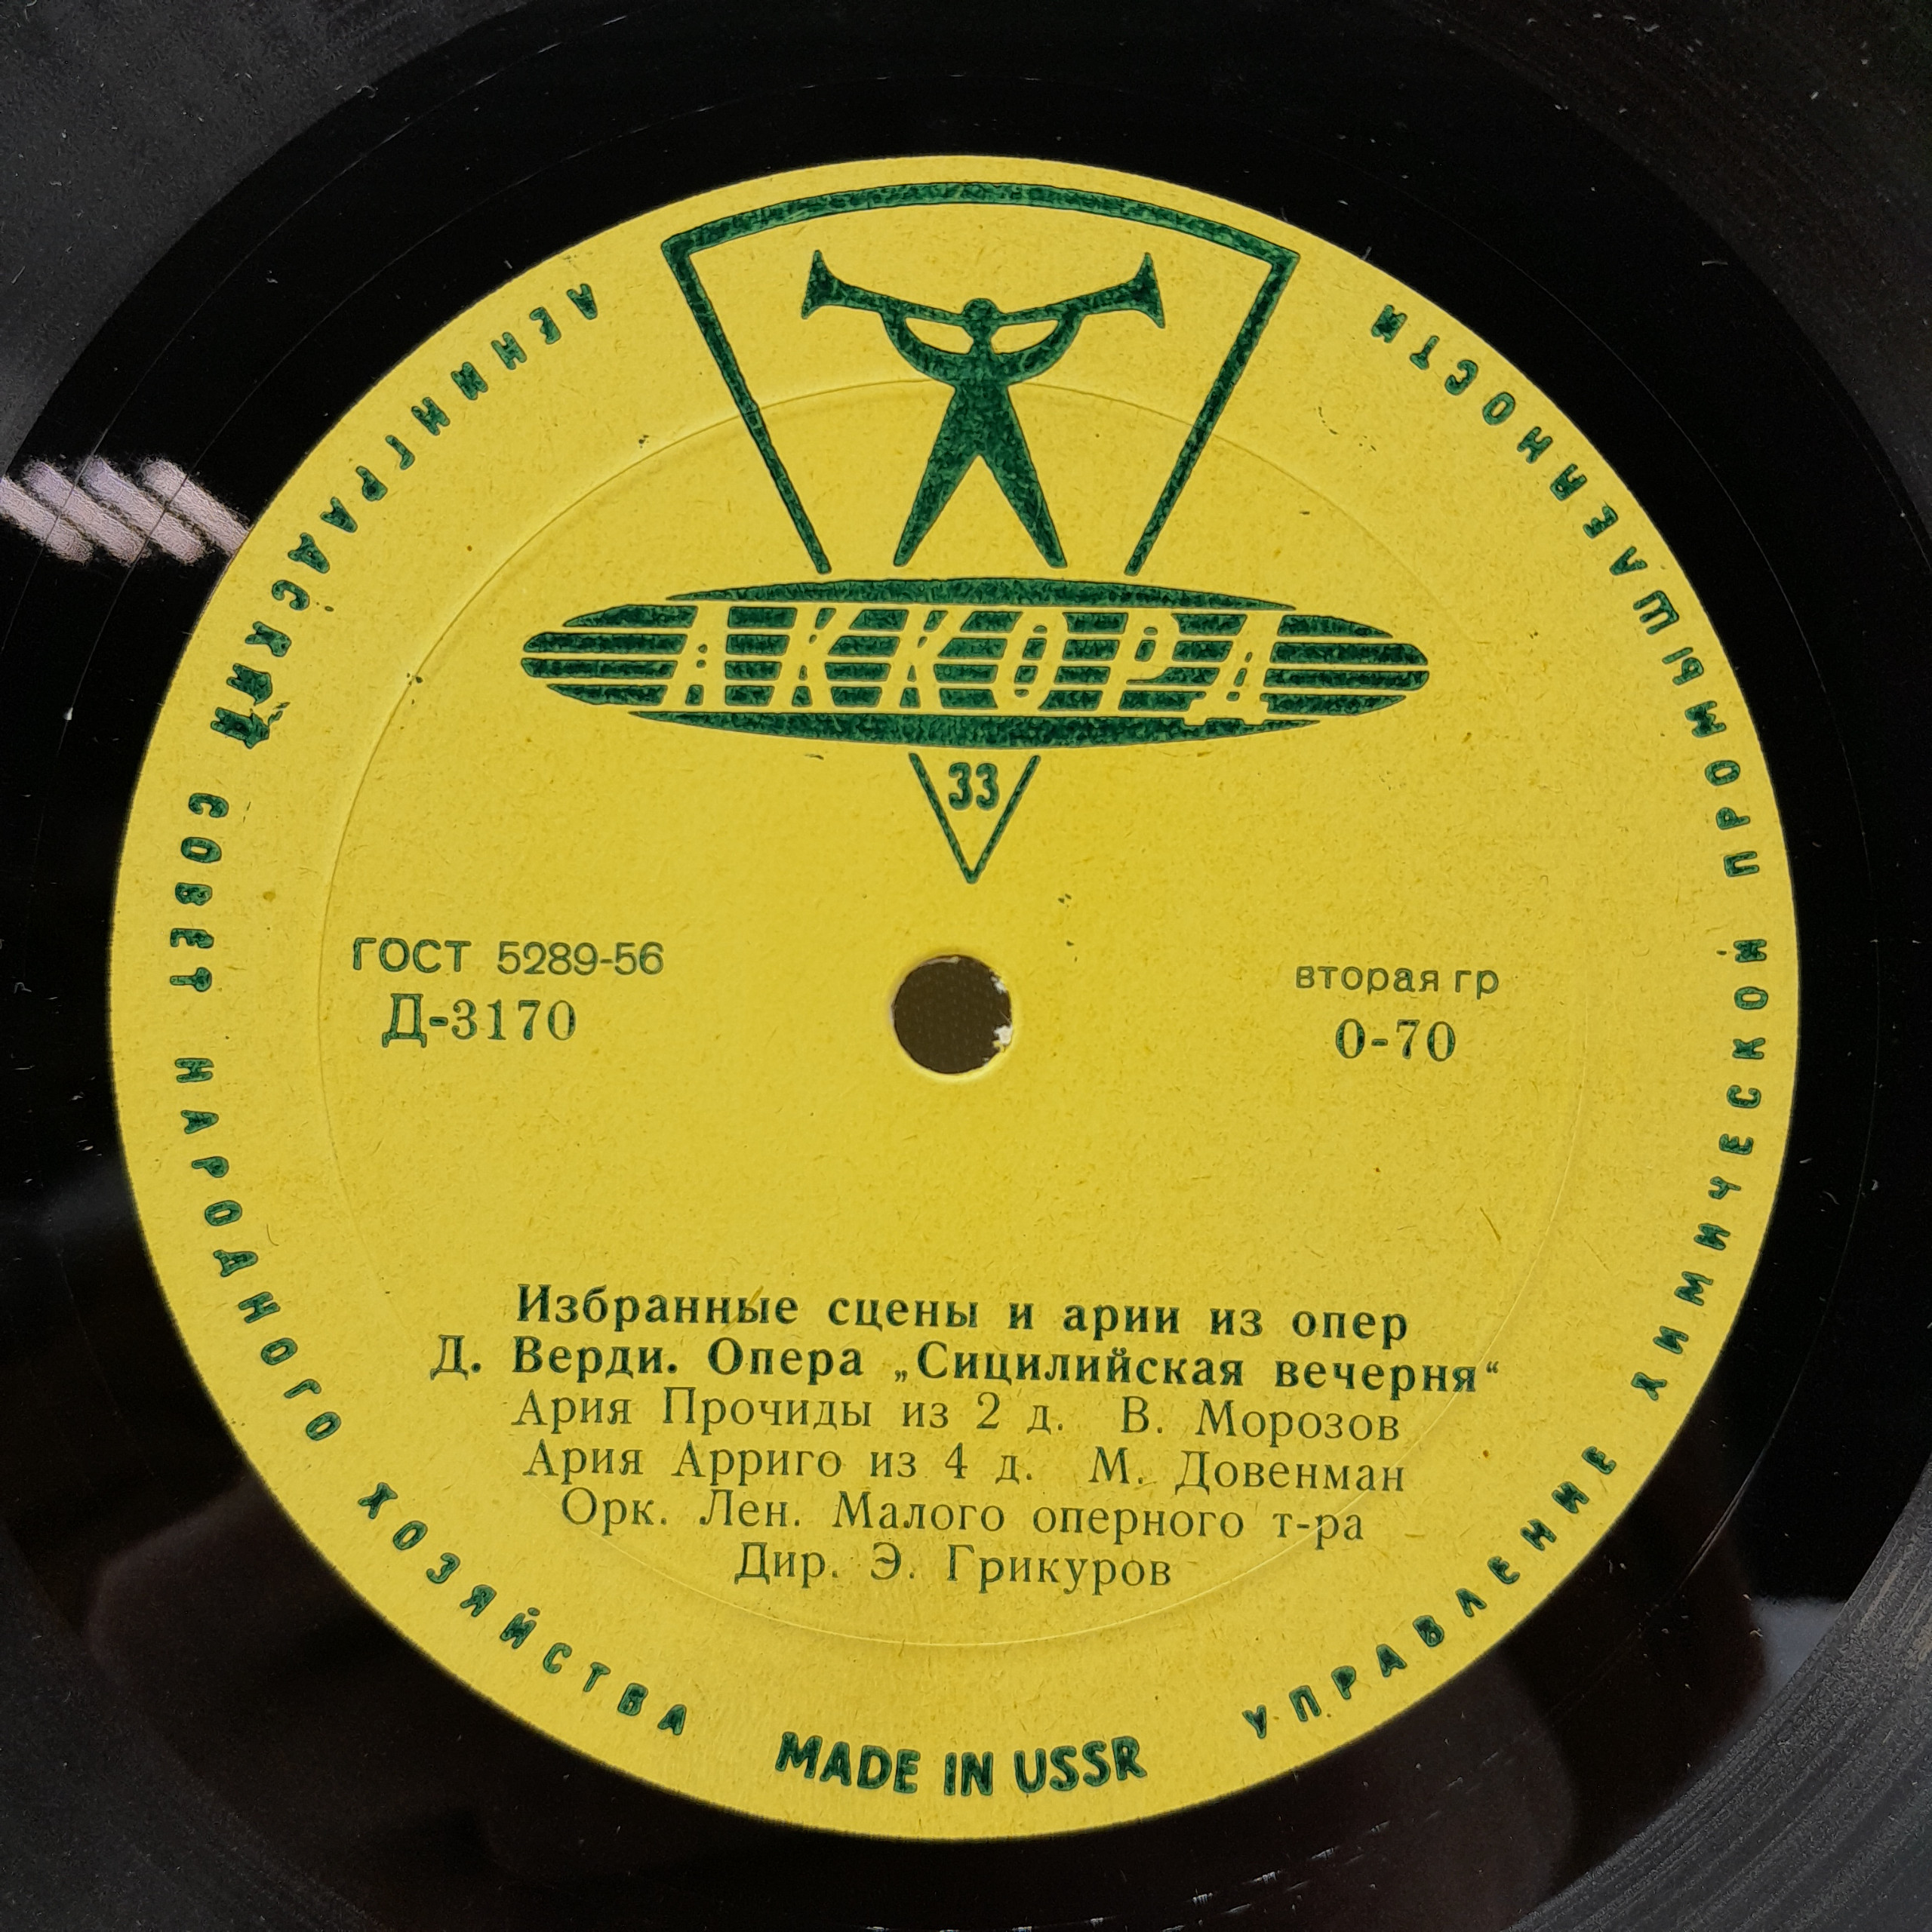 ЛЕНИНГРАДСКИЙ СОВЕТ НАРОДНОГО ХОЗЯЙСТВА
УПРАВЛЕНИЕ ХИМИЧЕСКОЙ ПРОМЫШЛЕННОСТИ
АККОРД
33
ГОСТ 5289-56
вторая гр
Д-3170
0-70
Избранные сцены и арии из опер
Д. Верди. Опера „Сицилийская вечерня“
Ария Прочиды из 2 д. В. Морозов
Ария Арриго из 4 д. М. Довенман
Орк. Лен. Малого оперного т-ра
Дир. Э. Грикуров
MADE IN USSR